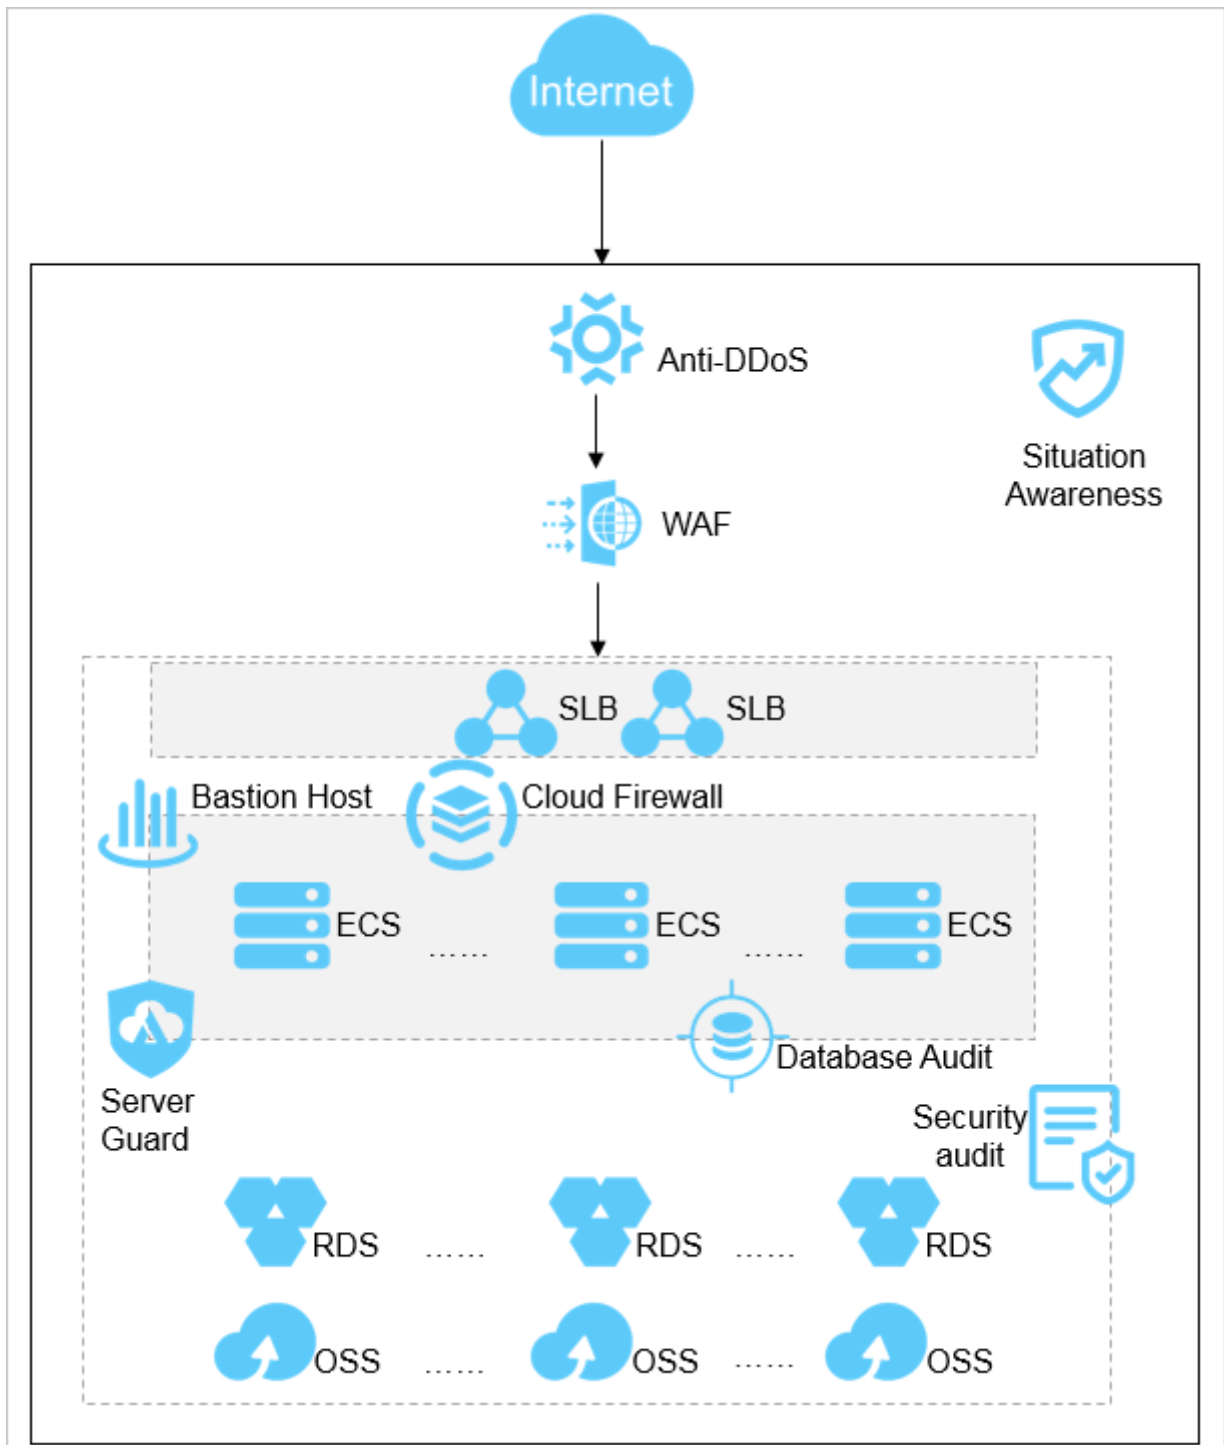 Internet
Anti-DDoS
Situation
Awareness
WAF
SLB
SLB
Bastion Host
Cloud Firewall
ECS
......
ECS
......
ECS
Database Audit
Server
Guard
Security
audit
RDS
......
RDS
......
RDS
OSS
......
OSS
......
OSS